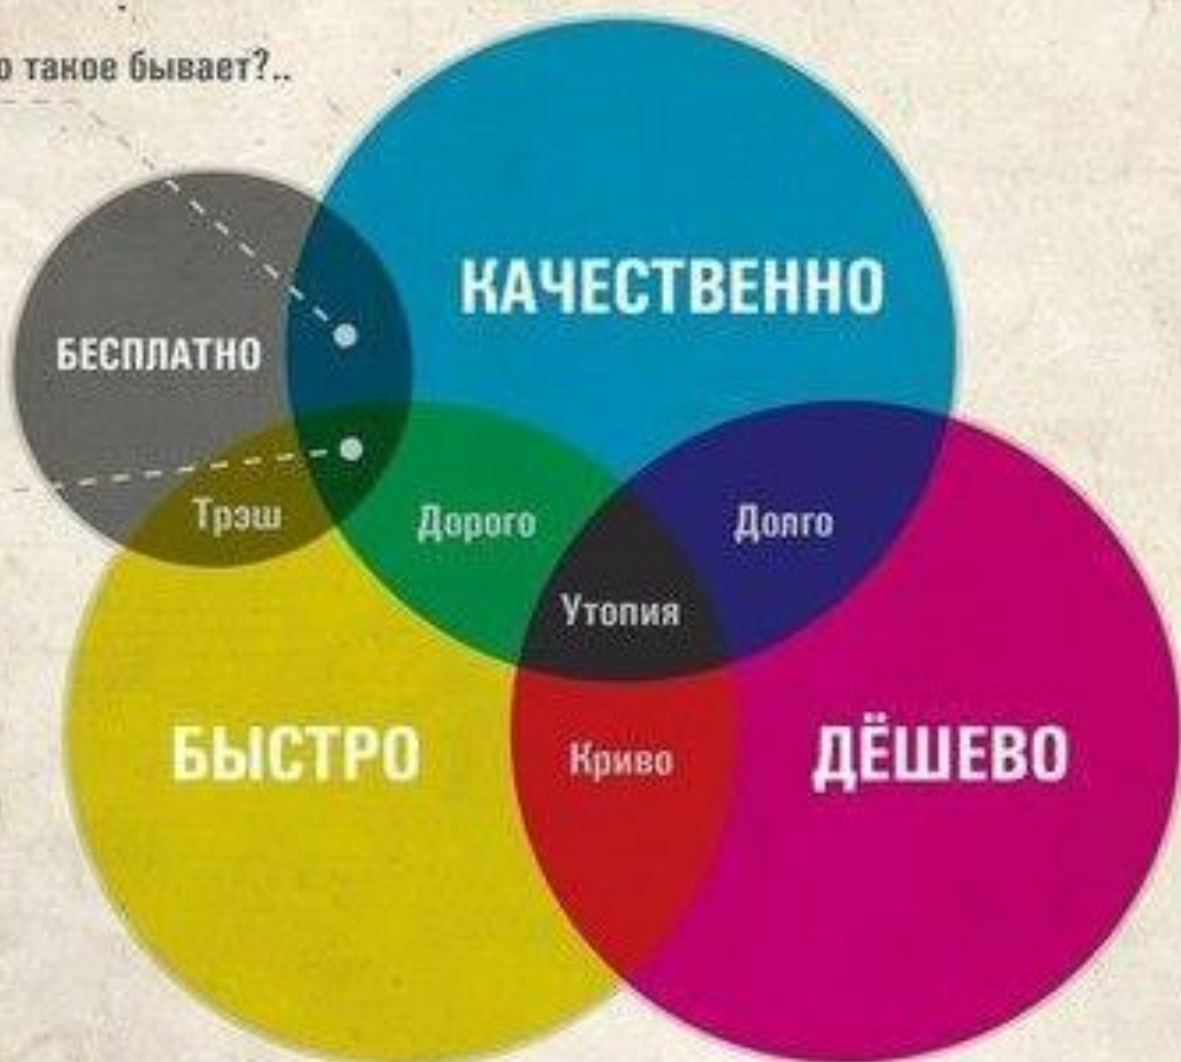 о такое бывает?..
КАЧЕСТВЕННО
БЕСПЛАТНО
Трэш
Дорого
Долго
Утопия
БЫСТРО
Криво
ДЁШЕВО